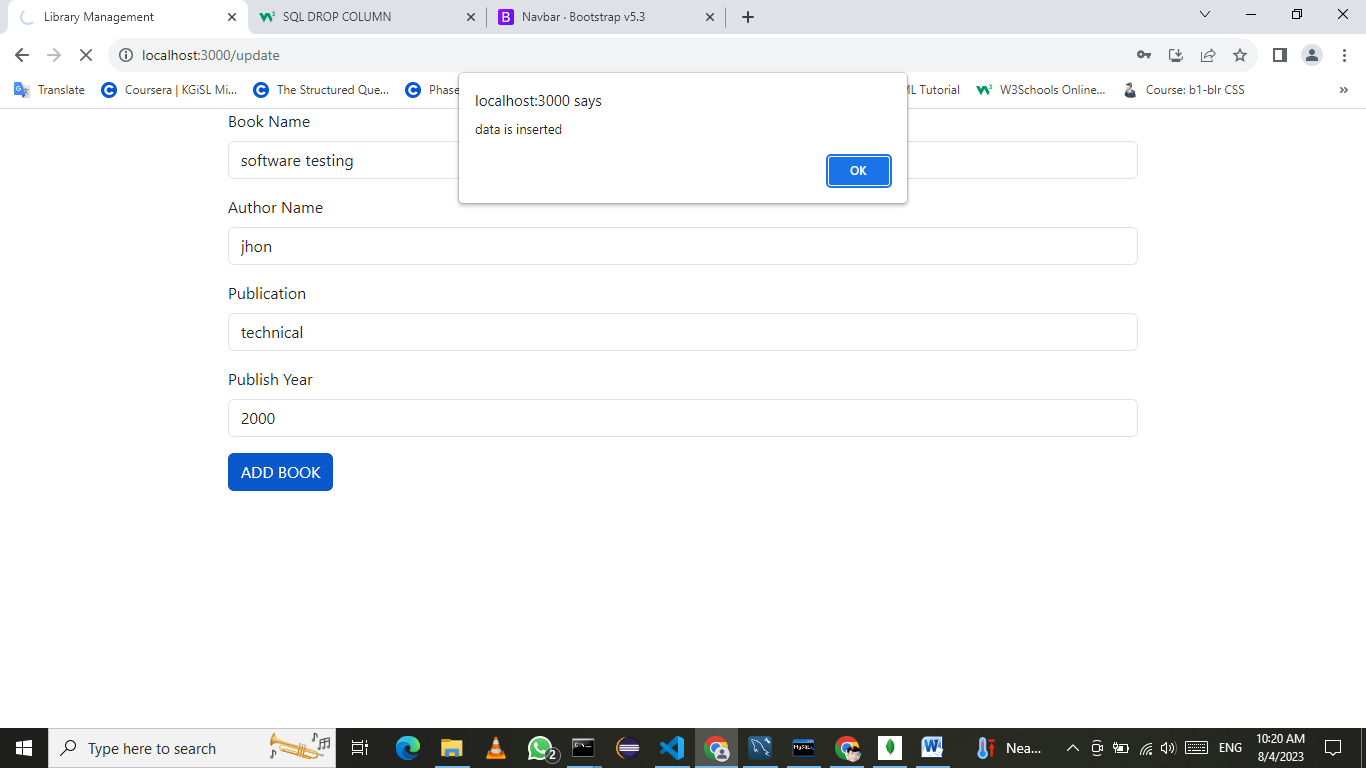 Library Management
SQL DROP COLUMN
Navbar · Bootstrap v5.3
localhost:3000/update
Translate
Coursera | KGiSL Mi...
The Structured Que...
Phase
Tutorial
W3Schools Online...
Course: b1-blr CSS
»
localhost:3000 says
data is inserted
OK
Book Name
software testing
Author Name
jhon
Publication
technical
Publish Year
2000
ADD BOOK
Type here to search
2
Nea...
ENG
10:20 AM
8/4/2023